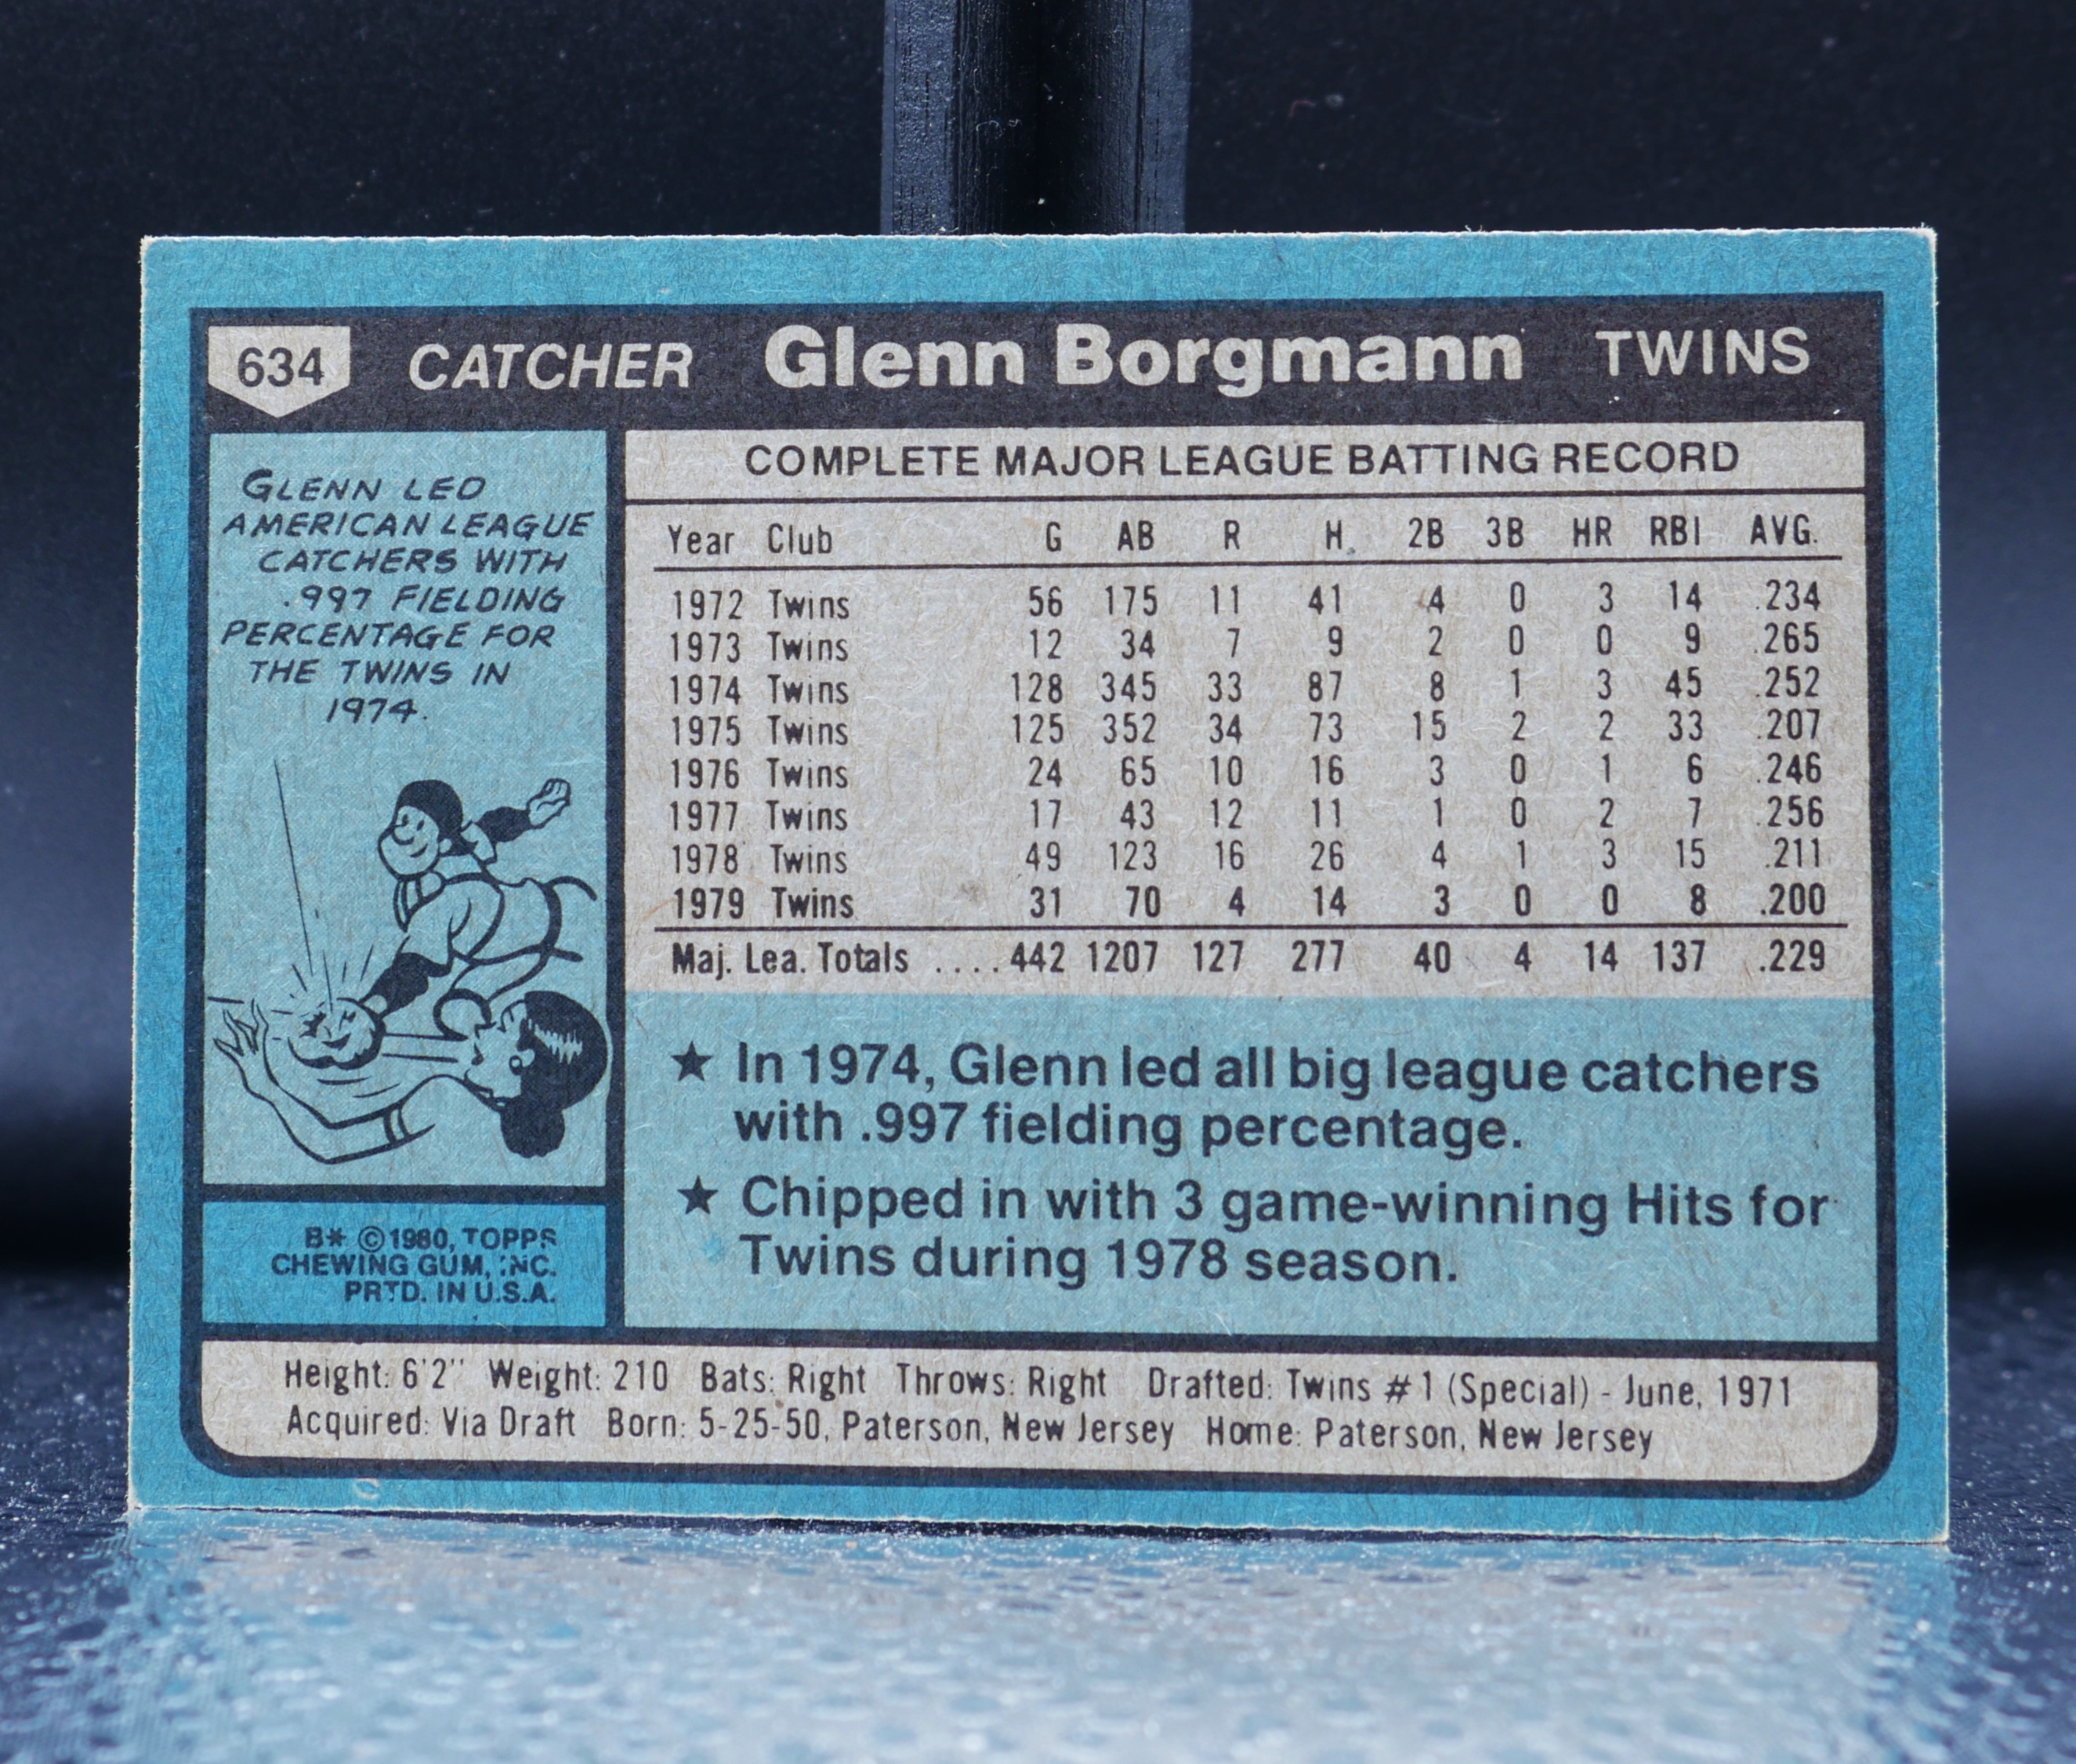 634 CATCHER Glenn Borgmann TWINS
GLENN LED
AMERICAN LEAGUE
CATCHERS WITH
.997 FIELDING
PERCENTAGE FOR
THE TWINS IN
1974.
B* ©1980, TOPPS
CHEWING GUM, INC.
PRTD. IN U.S.A.
COMPLETE MAJOR LEAGUE BATTING RECORD
Year Club G AB R H 2B 3B HR RBI AVG.
1972 Twins 56 175 11 41 4 0 3 14 .234
1973 Twins 12 34 7 9 2 0 0 9 .265
1974 Twins 128 345 33 87 8 1 3 45 .252
1975 Twins 125 352 34 73 15 2 2 33 .207
1976 Twins 24 65 10 16 3 0 1 6 .246
1977 Twins 17 43 12 11 1 0 2 7 .256
1978 Twins 49 123 16 26 4 1 3 15 .211
1979 Twins 31 70 4 14 3 0 0 8 .200
Maj. Lea. Totals .... 442 1207 127 277 40 4 14 137 .229
★ In 1974, Glenn led all big league catchers
with .997 fielding percentage.
★ Chipped in with 3 game-winning Hits for
Twins during 1978 season.
Height: 6'2" Weight: 210 Bats: Right Throws: Right Drafted: Twins #1 (Special) - June, 1971
Acquired: Via Draft Born: 5-25-50, Paterson, New Jersey Home: Paterson, New Jersey